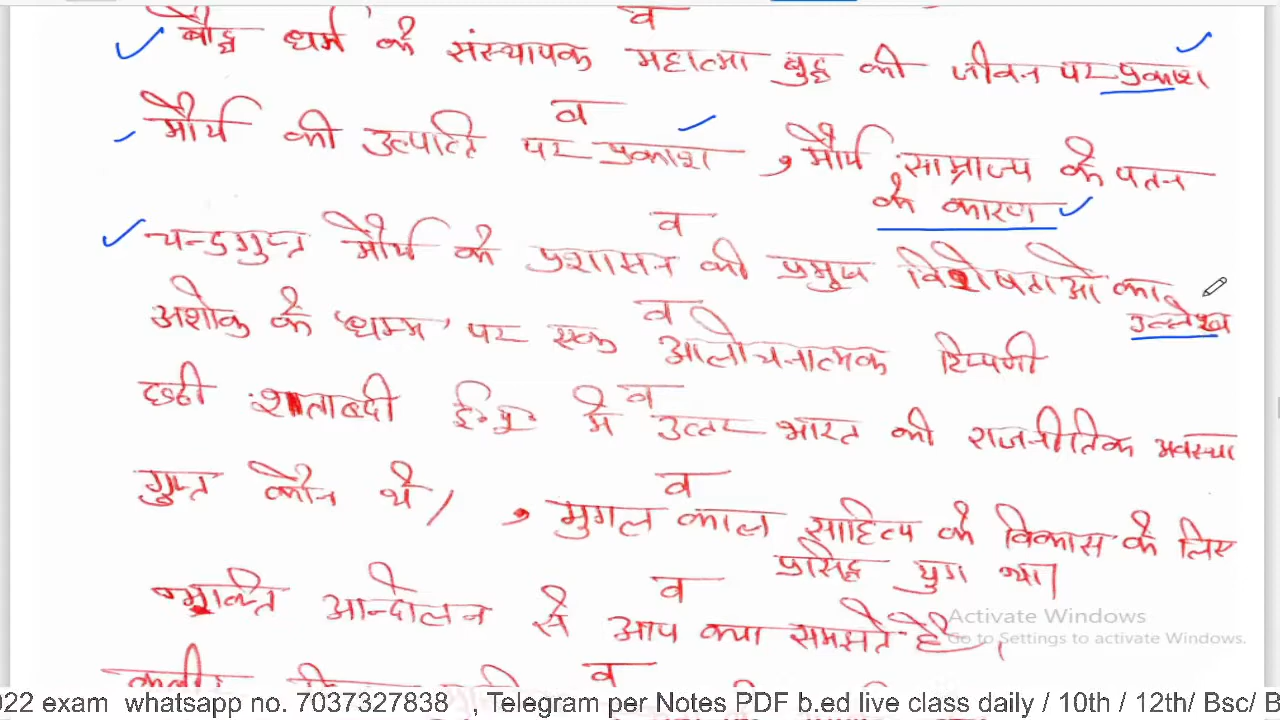 व
बौद्ध धर्म के संस्थापक महात्मा बुद्ध की जीवन पर प्रकाश
व
मौर्य की उत्पत्ति पर प्रकाश , मौर्य साम्राज्य के पतन
के कारण
व
चन्द्रगुप्त मौर्य के प्रशासन की प्रमुख विशेषताओ का
उल्लेख
व
अशोक के 'धम्म' पर एक आलोचनात्मक टिप्पणी
व
छठी शताब्दी ई॰पू॰ मे उत्तर भारत की राजनीतिक अवस्था
व
गुप्त कौन थे / , मुगल काल साहित्य के विकास के लिए
प्रसिद्ध युग था।
व
भक्ति आन्दोलन से आप क्या समझते है
व
Activate Windows
Go to Settings to activate Windows.
022 exam whatsapp no. 7037327838 , Telegram per Notes PDF b.ed live class daily / 10th / 12th/ Bsc/ B